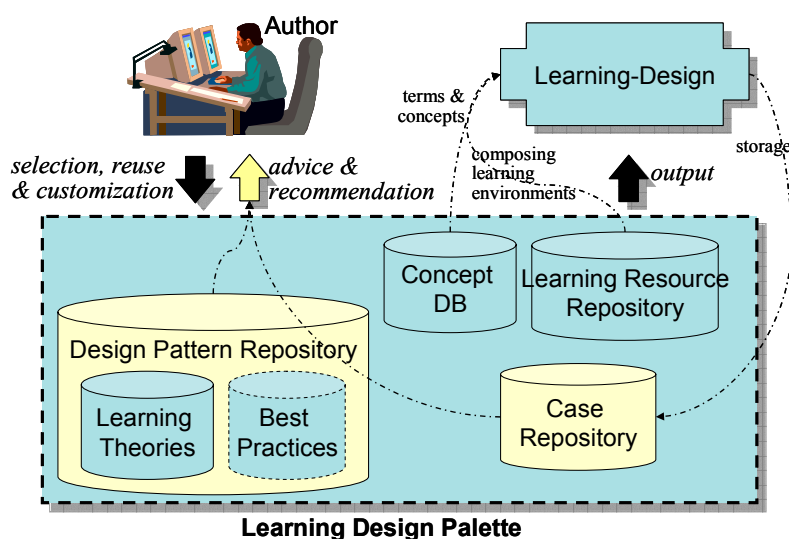 Author
Learning-Design
terms &
concepts
storage
selection, reuse
& customization
advice &
recommendation
composing
learning
environments
output
Concept
DB
Learning Resource
Repository
Design Pattern Repository
Learning
Theories
Best
Practices
Case
Repository
Learning Design Palette